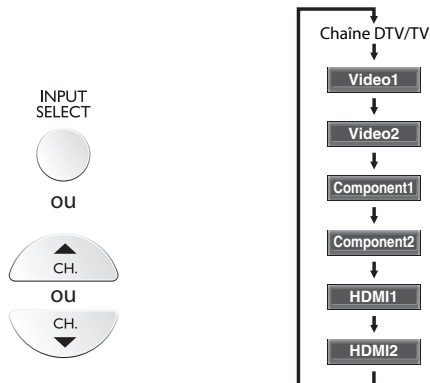 INPUT
SELECT
ou
CH.
ou
CH.
Chaîne DTV/TV
Video1
Video2
Component1
Component2
HDMI1
HDMI2